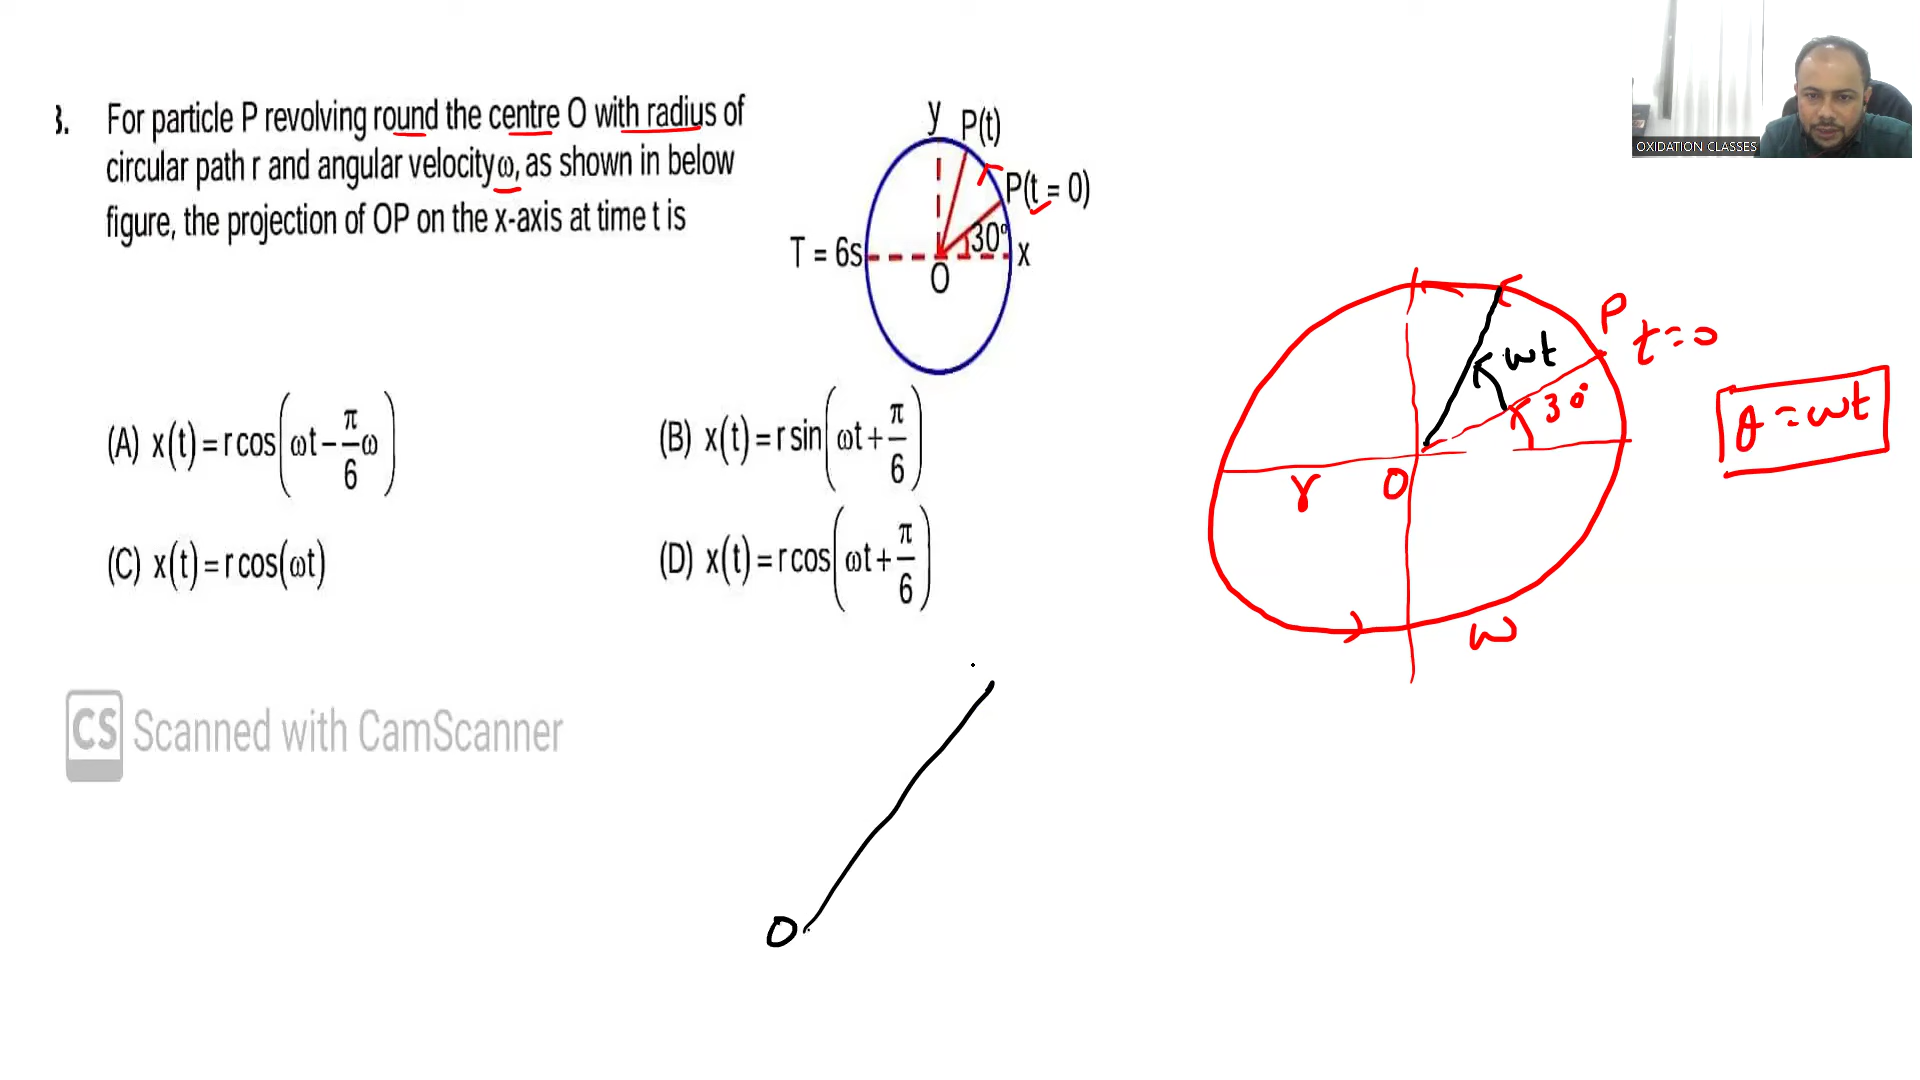 3. For particle P revolving round the centre O with radius of
circular path r and angular velocity ω, as shown in below
figure, the projection of OP on the x-axis at time t is
y P(t)
P(t = 0)
30°
T = 6s
x
O
(A) x(t) = r cos(ωt − π/6 ω)
(B) x(t) = r sin(ωt + π/6)
(C) x(t) = r cos(ωt)
(D) x(t) = r cos(ωt + π/6)
CS Scanned with CamScanner
OXIDATION CLASSES
P
t=0
ωt
30°
θ = ωt
r
O
ω
O